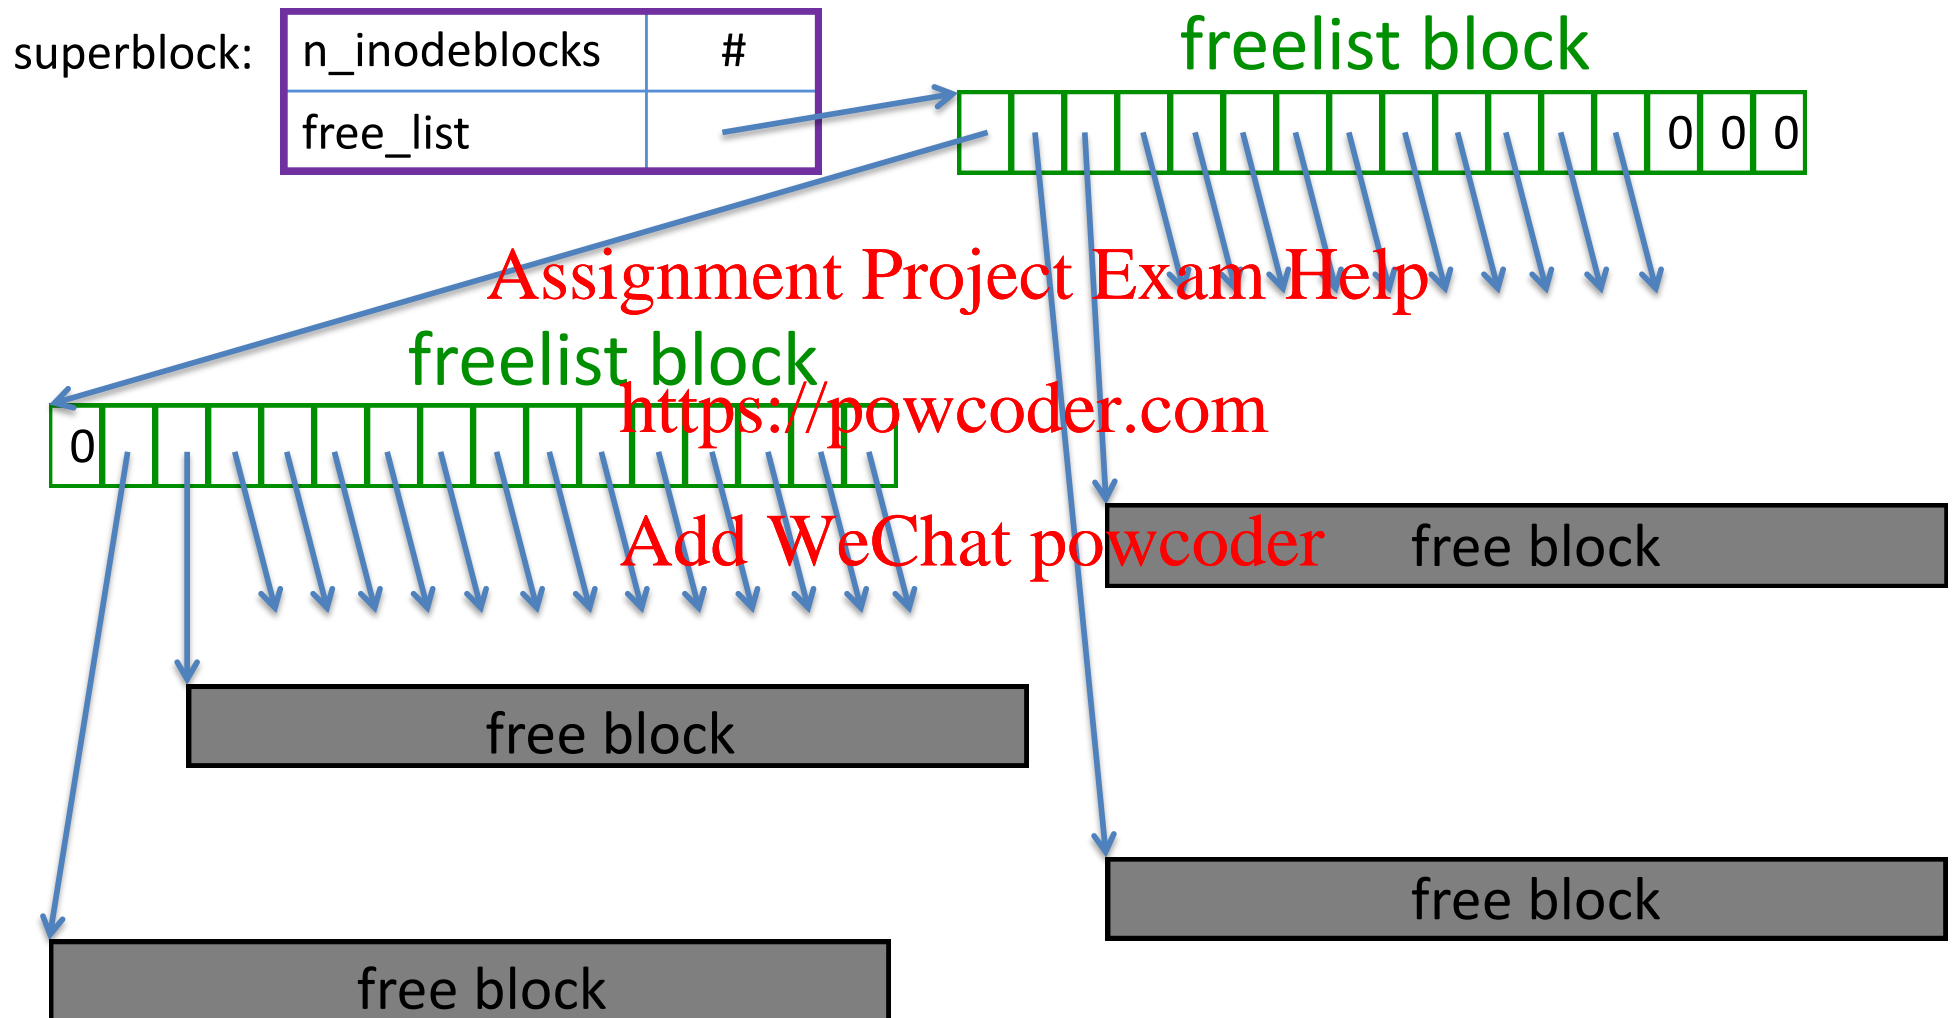 superblock:
n_inodeblocks #
free_list
freelist block
0 0 0
Assignment Project Exam Help
freelist block
https://powcoder.com
0
Add WeChat powcoder
free block
free block
free block
free block